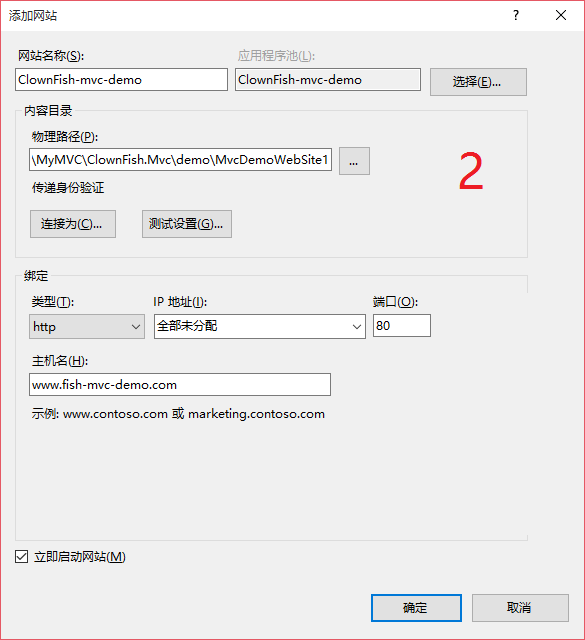 添加网站
?
网站名称(S):
应用程序池(L):
ClownFish-mvc-demo
ClownFish-mvc-demo
选择(E)...
内容目录
物理路径(P):
\MyMVC\ClownFish.Mvc\demo\MvcDemoWebSite1
...
2
传递身份验证
连接为(C)...
测试设置(G)...
绑定
类型(T):
IP 地址(I):
端口(O):
http
全部未分配
80
主机名(H):
www.fish-mvc-demo.com
示例: www.contoso.com 或 marketing.contoso.com
立即启动网站(M)
确定
取消